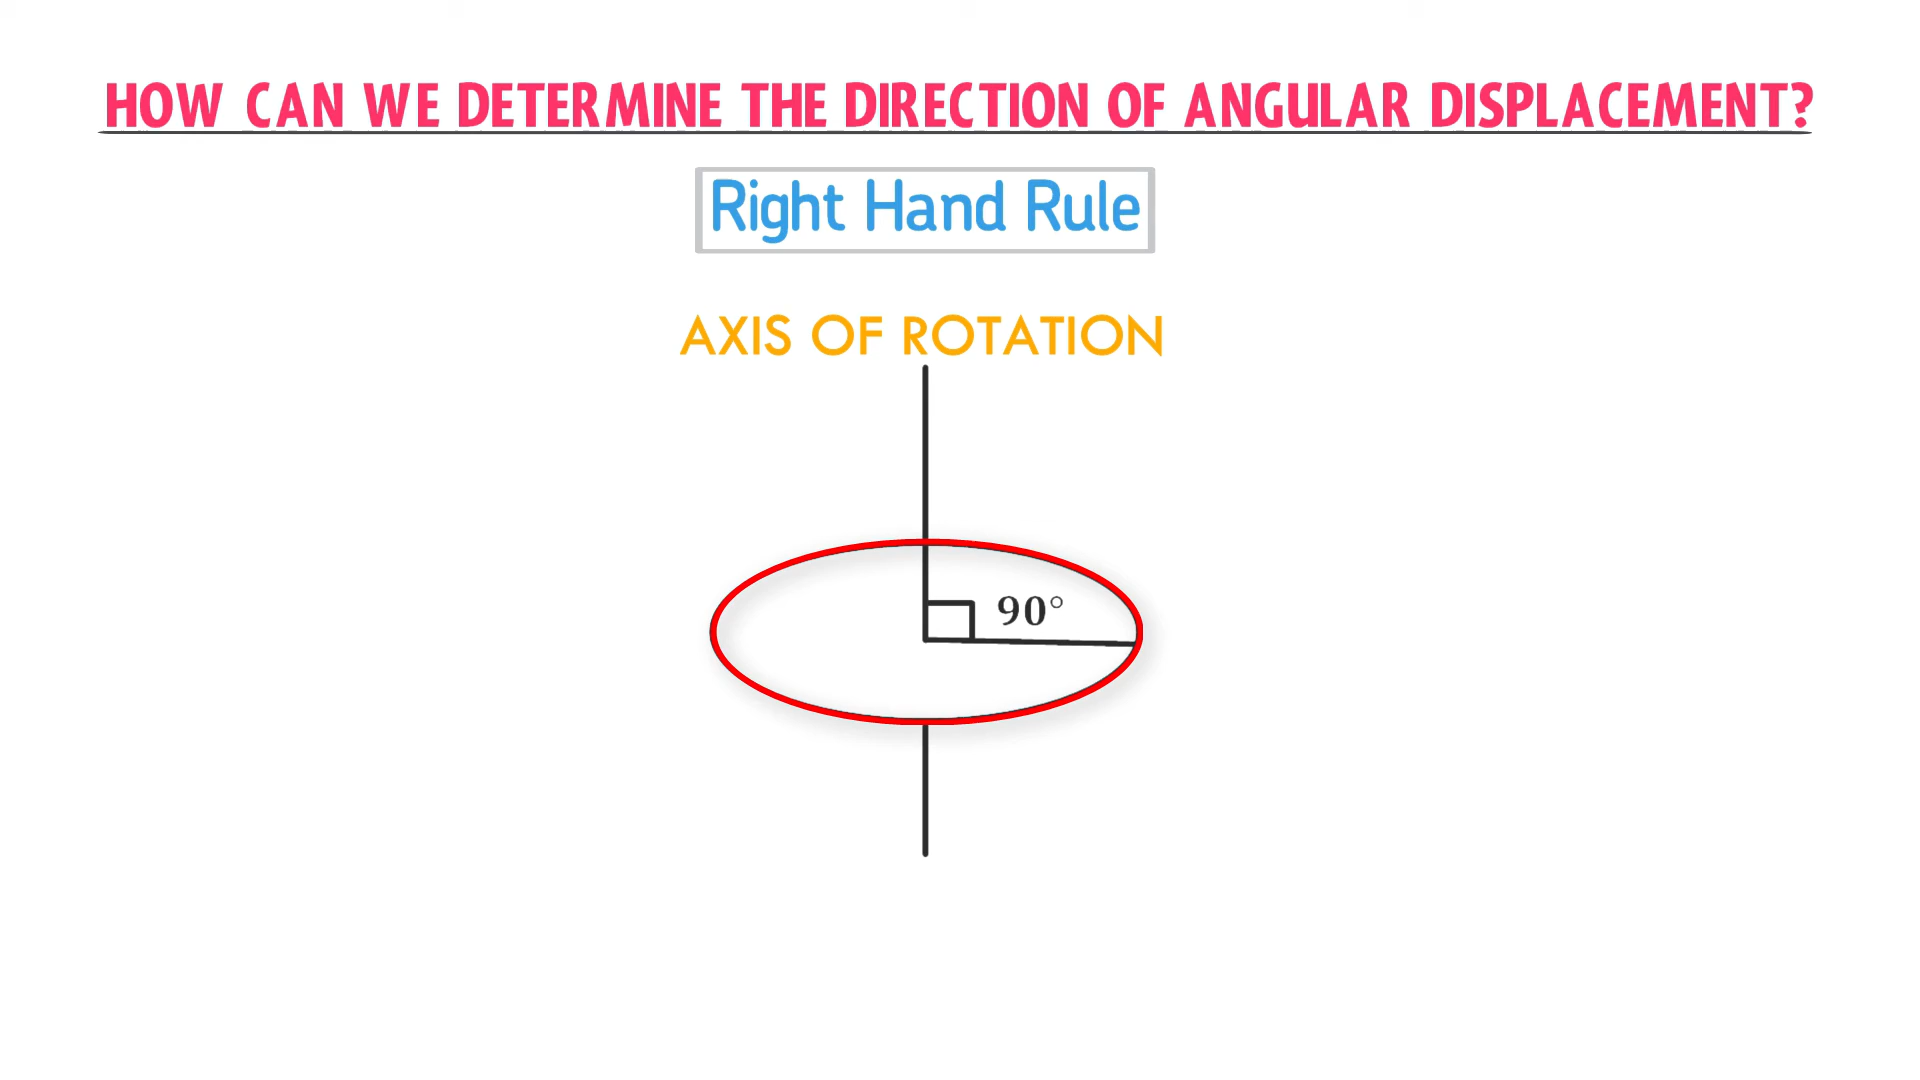 HOW CAN WE DETERMINE THE DIRECTION OF ANGULAR DISPLACEMENT?
Right Hand Rule
AXIS OF ROTATION
90°